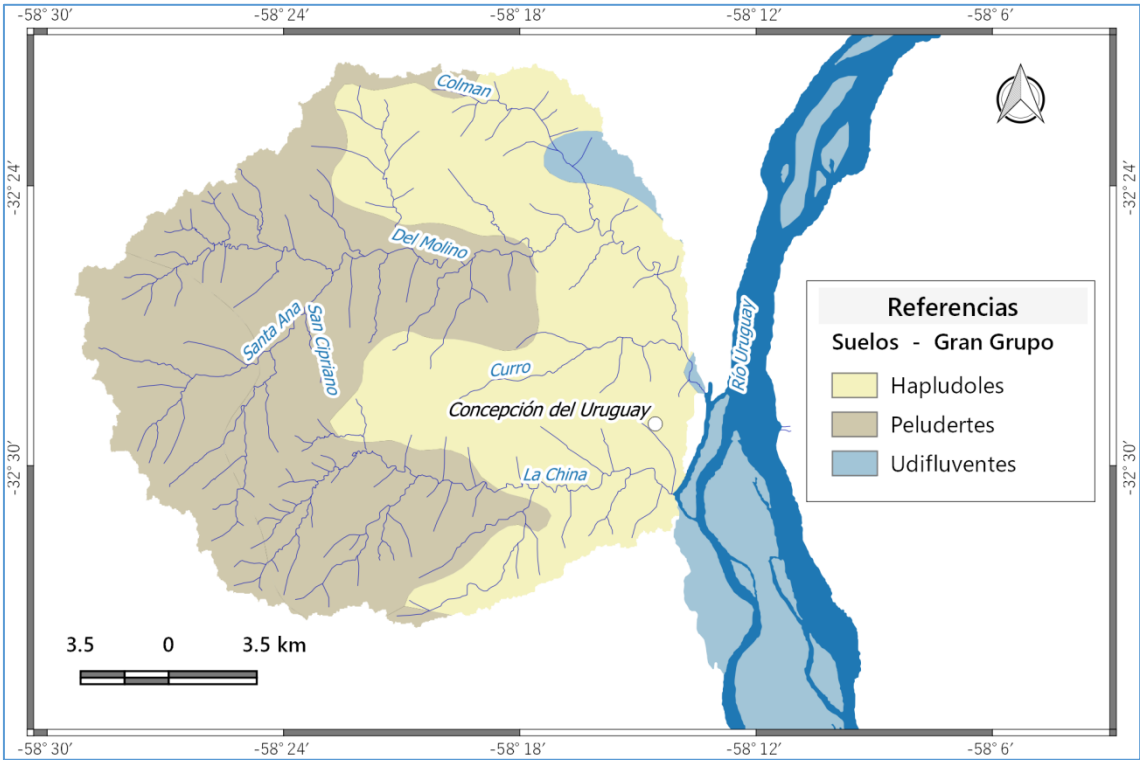 -58° 30′
-58° 24′
-58° 18′
-58° 12′
-58° 6′
-32° 24′
-32° 24′
-32° 30′
-32° 30′
Colman
Del Molino
Santa Ana
San Cipriano
Curro
Concepción del Uruguay
La China
Río Uruguay
Referencias
Suelos - Gran Grupo
Hapludoles
Peludertes
Udifluventes
3.5 0 3.5 km
-58° 30′
-58° 24′
-58° 18′
-58° 12′
-58° 6′